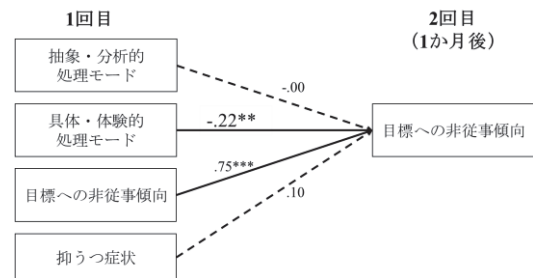 1回目
2回目
（1か月後）
抽象・分析的
処理モード
-.00
具体・体験的
処理モード
-.22**
目標への非従事傾向
目標への非従事傾向
.75***
.10
抑うつ症状